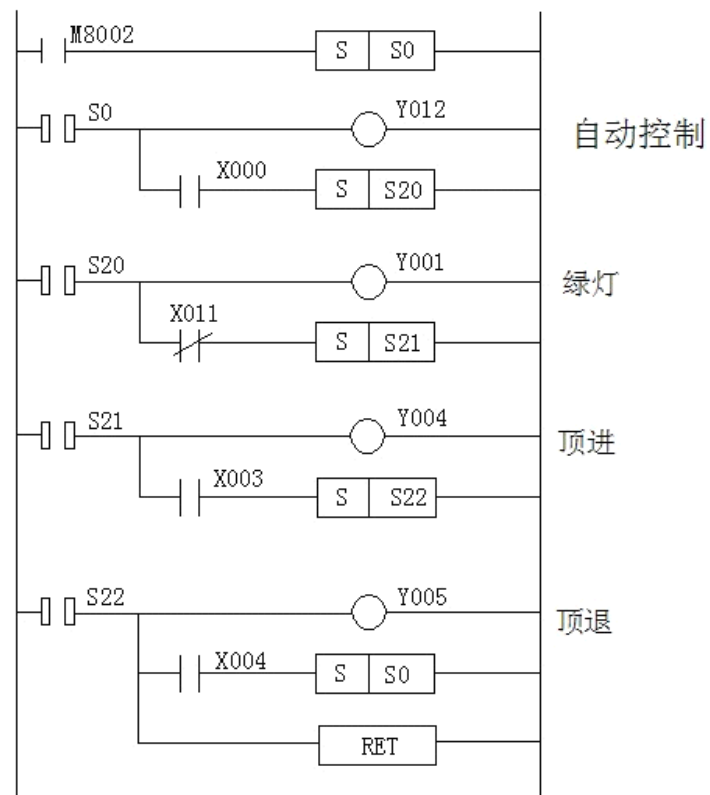 M8002
S S0
S0 Y012
自动控制
X000 S S20
S20 Y001
绿灯
X011
S S21
S21 Y004
顶进
X003 S S22
S22 Y005
顶退
X004 S S0
RET